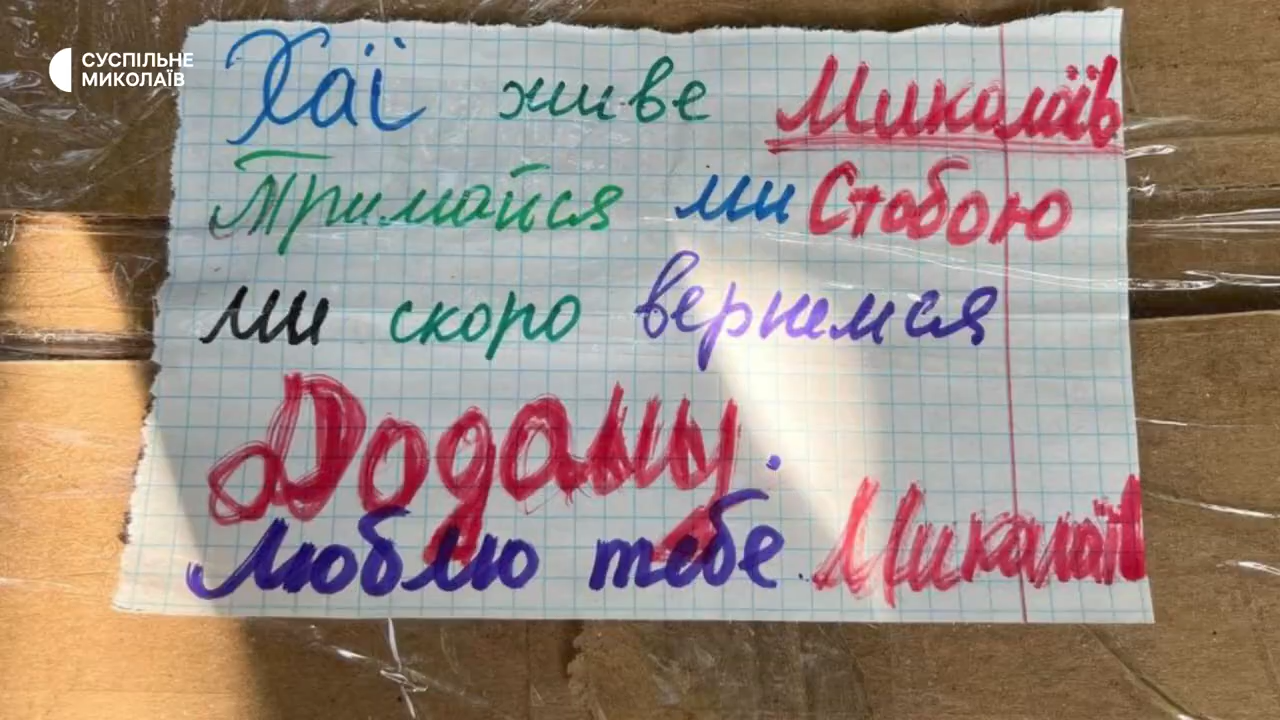 СУСПІЛЬНЕ
МИКОЛАЇВ
Хаї живе Миколаїв
Тримайся ми Стобою
ми скоро вернемся
Додому.
Люблю тебе. Миколаїв